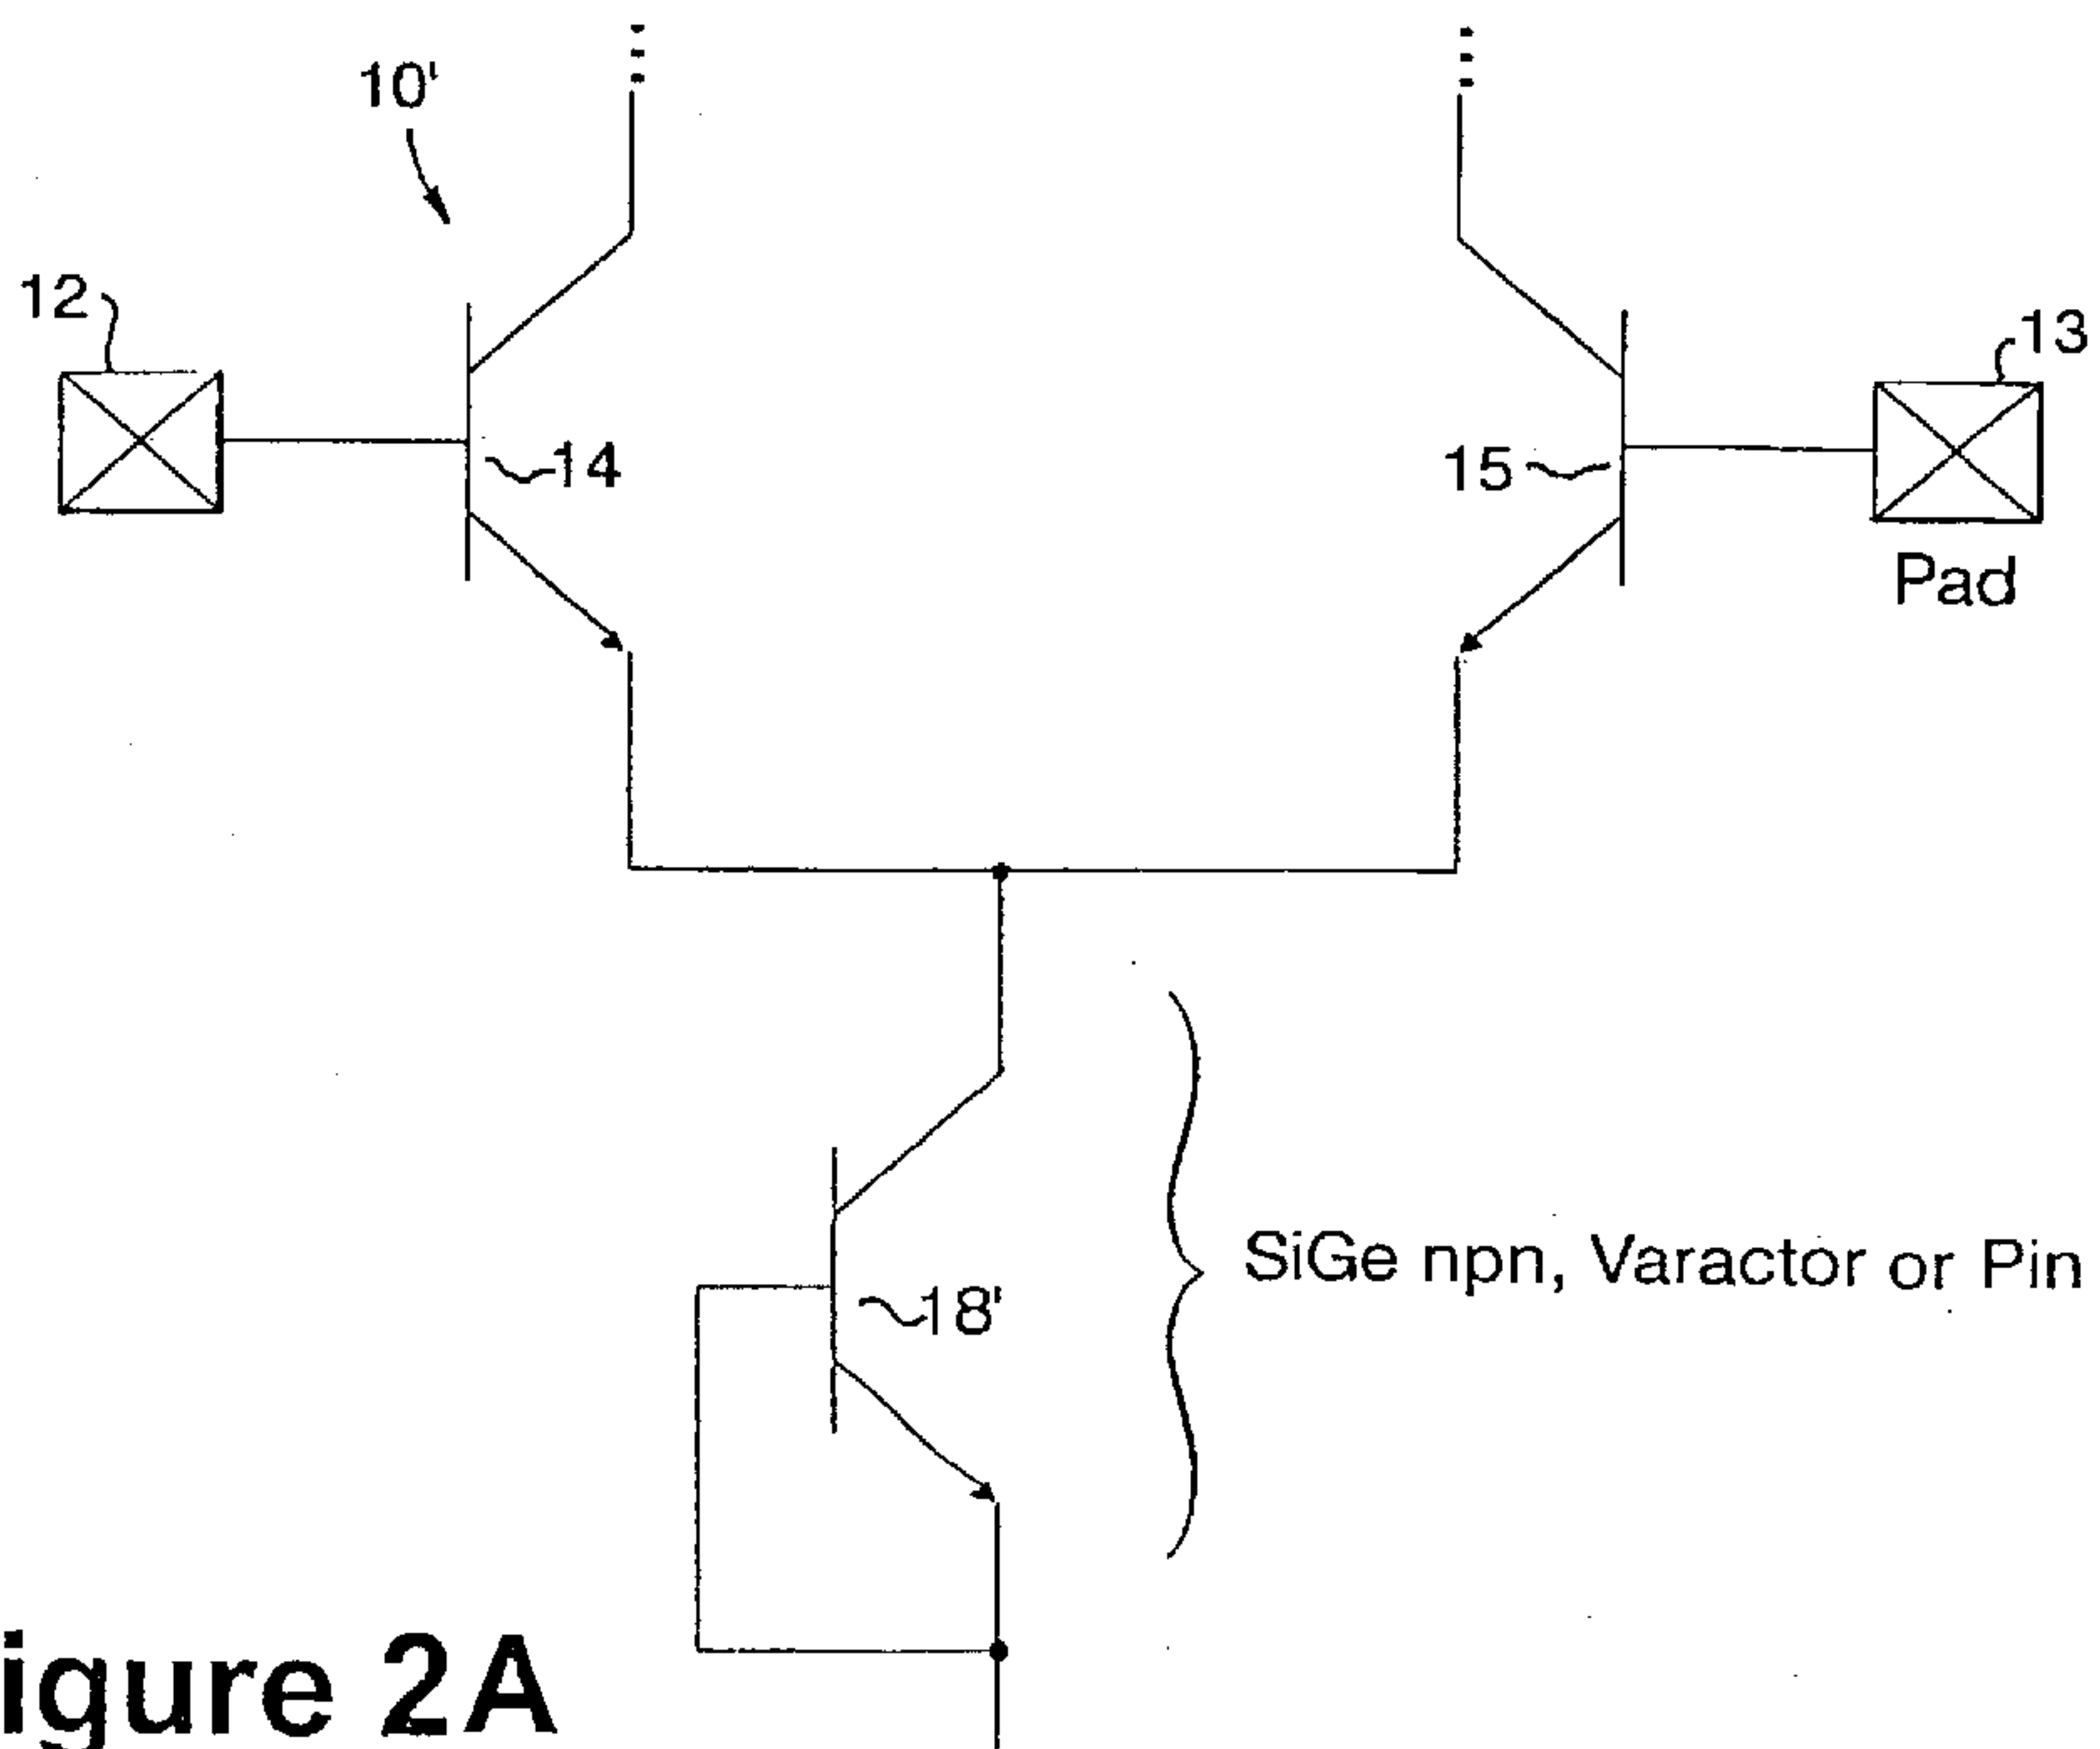 10'
12
13
14
15
Pad
SiGe npn, Varactor or Pin
18'
igure 2A